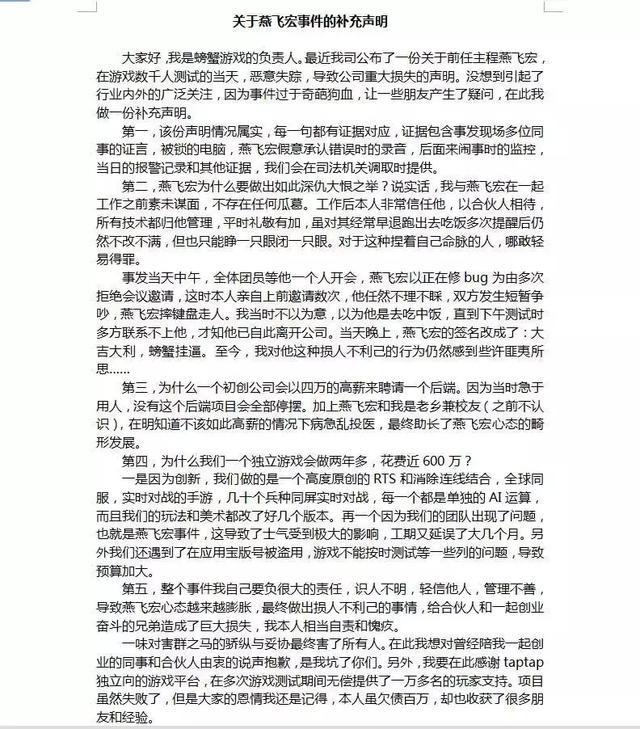 关于燕飞宏事件的补充声明
大家好，我是螃蟹游戏的负责人。最近我司公布了一份关于前任主程燕飞宏，
在游戏数千人测试的当天，恶意失踪，导致公司重大损失的声明。没想到引起了
行业内外的广泛关注，因为事件过于奇葩狗血，让一些朋友产生了疑问，在此我
做一份补充声明。
第一，该份声明情况属实，每一句都有证据对应，证据包含事发现场多位同
事的证言，被锁的电脑，燕飞宏假意承认错误时的录音，后面来闹事时的监控，
当日的报警记录和其他证据，我们会在司法机关调取时提供。
第二，燕飞宏为什么要做出如此深仇大恨之举？说实话，我与燕飞宏在一起
工作之前素未谋面，不存在任何瓜葛。工作后本人非常信任他，以合伙人相待，
所有技术都归他管理，平时礼敬有加，虽对其经常早退跑出去吃饭多次提醒后仍
然不改不满，但也只能睁一只眼闭一只眼。对于这种捏着自己命脉的人，哪敢轻
易得罪。
事发当天中午，全体团员等他一个人开会，燕飞宏以正在修 bug 为由多次
拒绝会议邀请，这时本人亲自上前邀请数次，他任然不理不睬，双方发生短暂争
吵，燕飞宏摔键盘走人。我当时不以为意，以为他是去吃中饭，直到下午测试时
多方联系不上他，才知他已自此离开公司。当天晚上，燕飞宏的签名改成了：大
吉大利，螃蟹挂逼。至今，我对他这种损人不利己的行为仍然感到些许匪夷所
思……
第三，为什么一个初创公司会以四万的高薪来聘请一个后端。因为当时急于
用人，没有这个后端项目会全部停摆。加上燕飞宏和我是老乡兼校友（之前不认
识），在明知道不该如此高薪的情况下病急乱投医，最终助长了燕飞宏心态的畸
形发展。
第四，为什么我们一个独立游戏会做两年多，花费近 600 万？
一是因为创新，我们做的是一个高度原创的 RTS 和消除连线结合，全球同
服，实时对战的手游，几十个兵种同屏实时对战，每一个都是单独的 AI 运算，
而且我们的玩法和美术都改了好几个版本。再一个因为我们的团队出现了问题，
也就是燕飞宏事件，这导致了士气受到极大的影响，工期又延误了大几个月。另
外我们还遇到了在应用宝版号被盗用，游戏不能按时测试等一些列的问题，导致
预算加大。
第五，整个事件我自己要负很大的责任，识人不明，轻信他人，管理不善，
导致燕飞宏心态越来越膨胀，最终做出损人不利己的事情，给合伙人和一起创业
奋斗的兄弟造成了巨大损失，我本人相当自责和愧疚。
一味对害群之马的骄纵与妥协最终害了所有人。在此我想对曾经陪我一起创
业的同事和合伙人由衷的说声抱歉，是我坑了你们。另外，我要在此感谢 taptap
独立向的游戏平台，在多次游戏测试期间无偿提供了一万多名的玩家支持。项目
虽然失败了，但是大家的恩情我还是记得，本人虽欠债百万，却也收获了很多朋
友和经验。